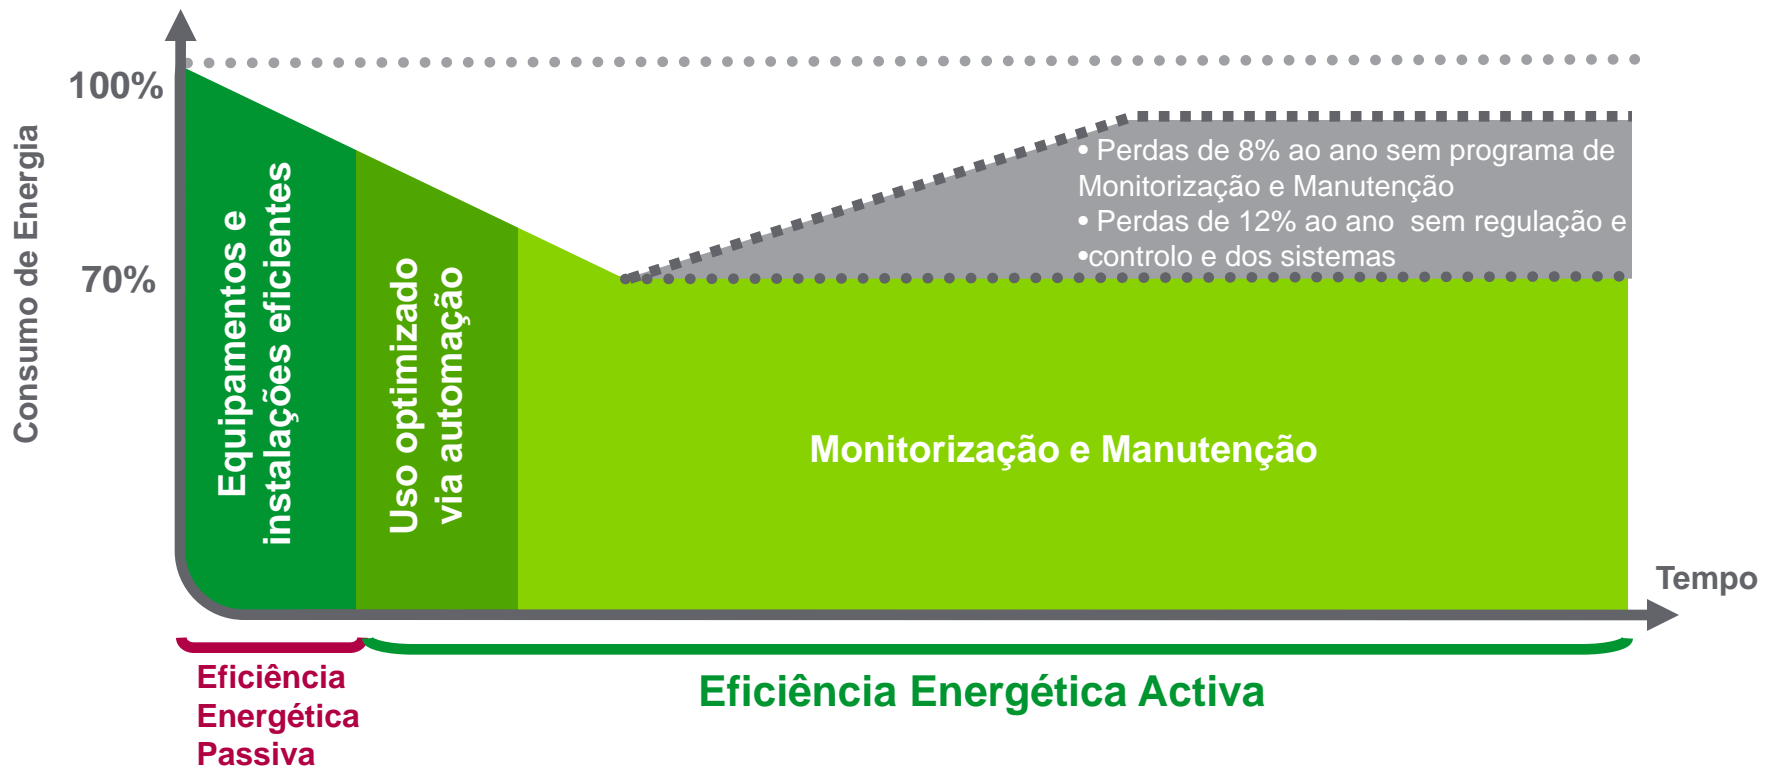 100%
Consumo de Energia
70%
Equipamentos e
instalações eficientes
Uso optimizado
via automação
• Perdas de 8% ao ano sem programa de
Monitorização e Manutenção
• Perdas de 12% ao ano  sem regulação e
•controlo e dos sistemas
Monitorização e Manutenção
Tempo
Eficiência
Energética
Passiva
Eficiência Energética Activa